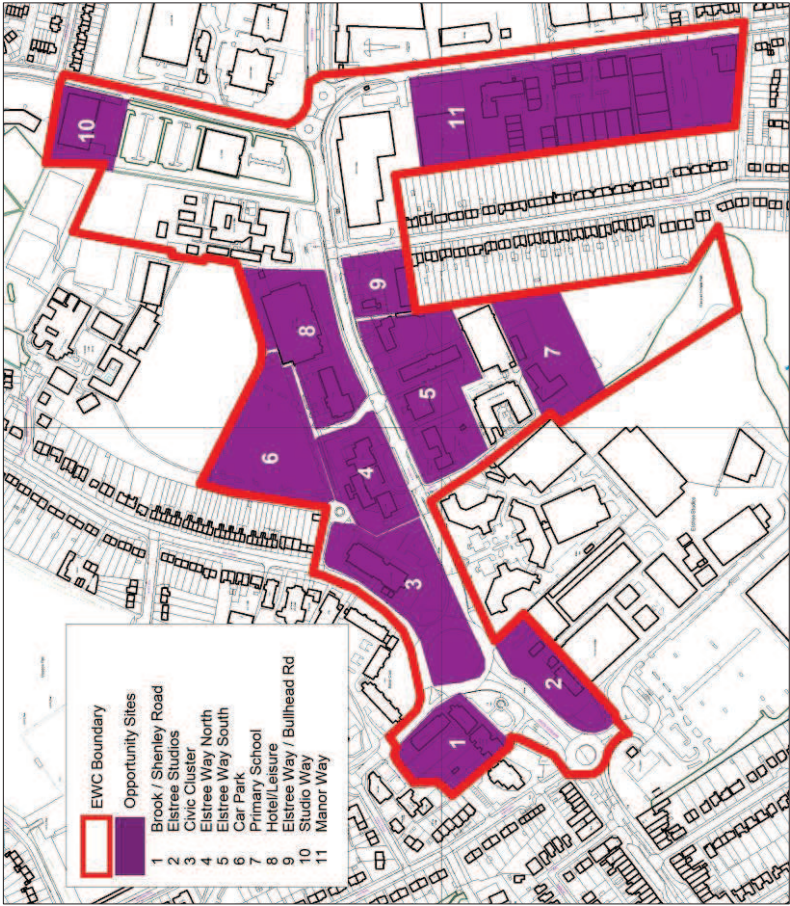 EWC Boundary
Opportunity Sites
1 Brook / Shenley Road
2 Elstree Studios
3 Civic Cluster
4 Elstree Way North
5 Elstree Way South
6 Car Park
7 Primary School
8 Hotel/Leisure
9 Elstree Way / Bullhead Rd
10 Studio Way
11 Manor Way
10
11
9
8
7
5
6
4
3
2
1
Elstree Studios